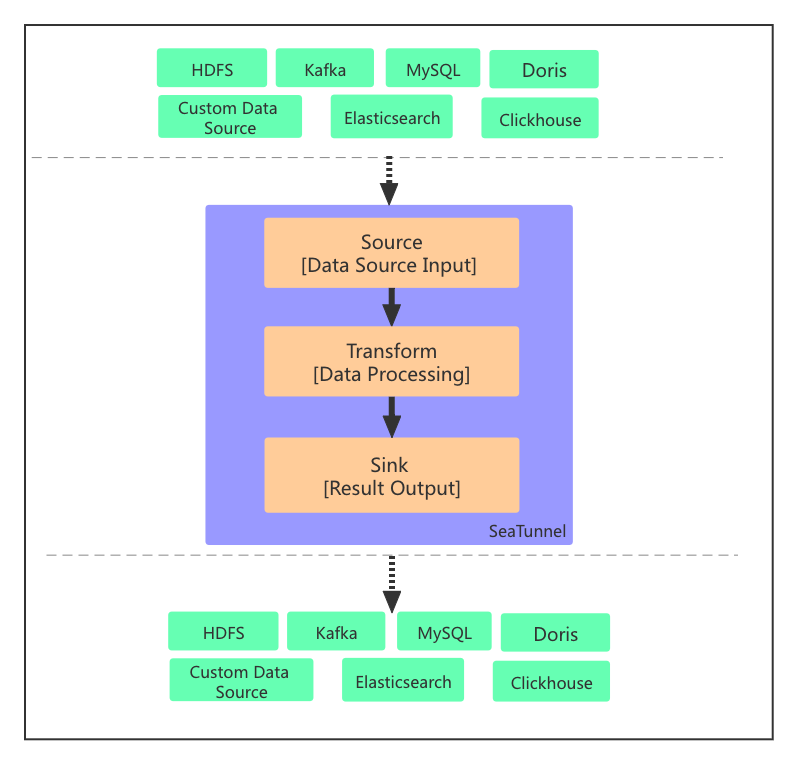 HDFS
Kafka
MySQL
Doris
Custom Data
Source
Elasticsearch
Clickhouse
Source
[Data Source Input]
Transform
[Data Processing]
Sink
[Result Output]
SeaTunnel
HDFS
Kafka
MySQL
Doris
Custom Data
Source
Elasticsearch
Clickhouse